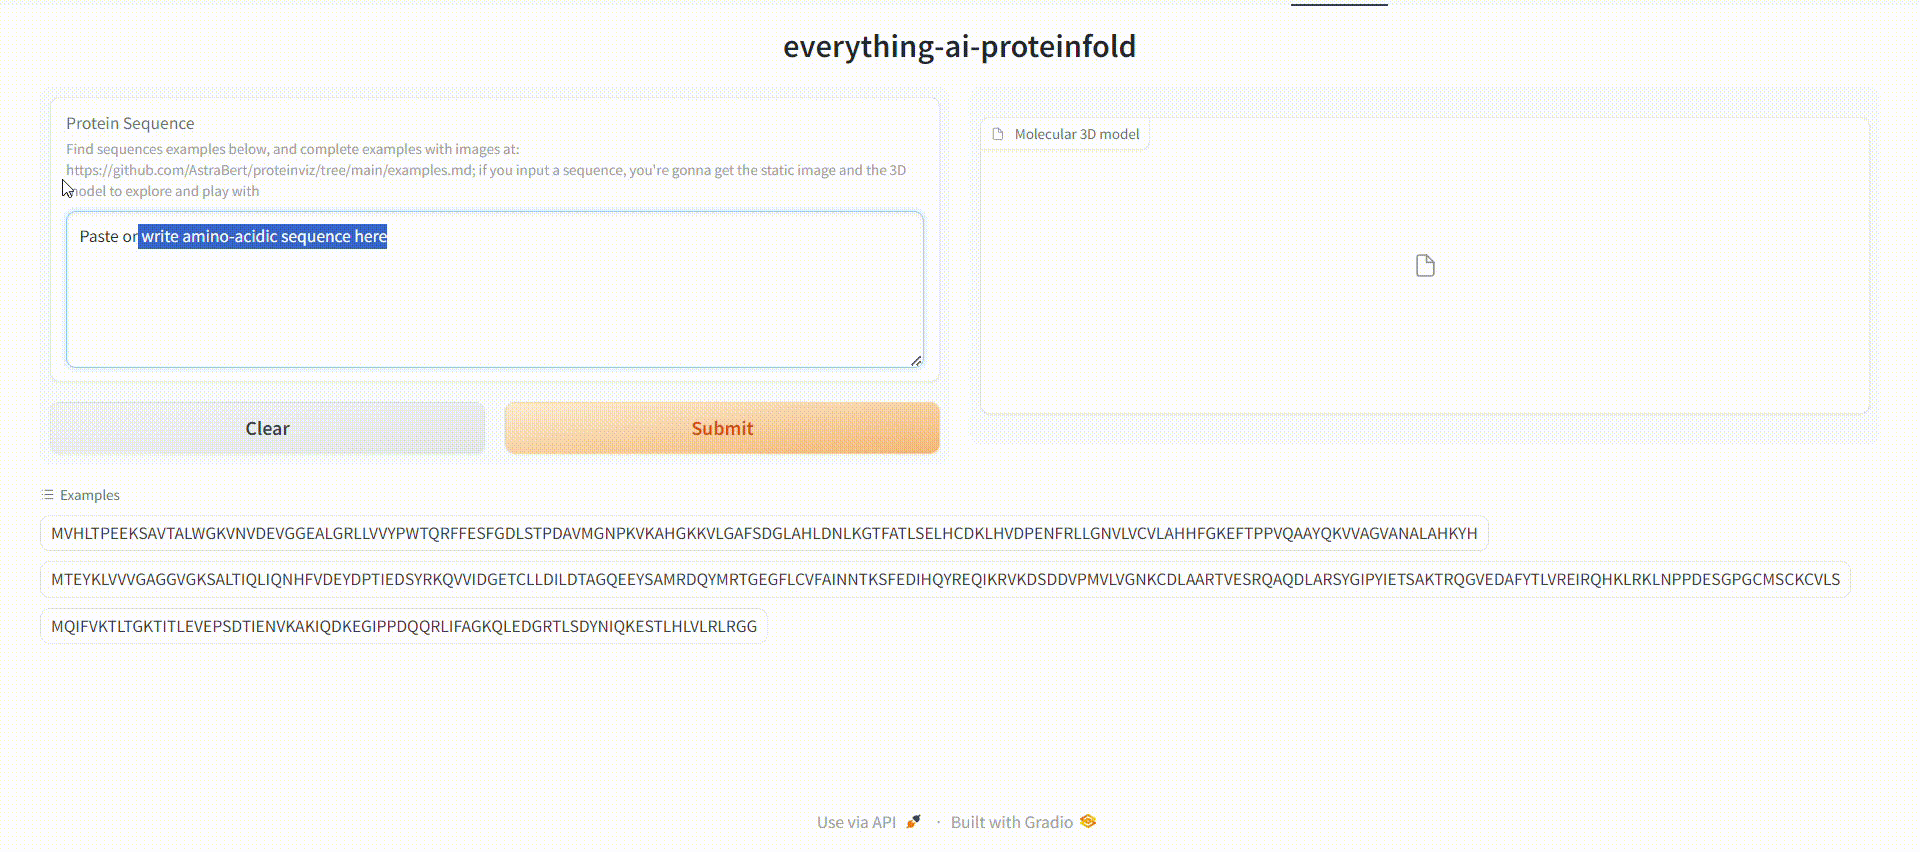 everything-ai-proteinfold
Protein Sequence
Find sequences examples below, and complete examples with images at:
https://github.com/AstraBert/proteinviz/tree/main/examples.md; if you input a sequence, you're gonna get the static image and the 3D
model to explore and play with
Paste or write amino-acidic sequence here
Clear
Submit
Molecular 3D model
Examples
MVHLTPEEKSAVTALWGKVNVDEVGGEALGRLLVVYPWTQRFFESFGDLSTPDAVMGNPKVKAHGKKVLGAFSDGLAHLDNLKGTFATLSELHCDKLHVDPENFRLLGNVLVCVLAHHFGKEFTPPVQAAYQKVVAGVANALAHKYH
MTEYKLVVVGAGGVGKSALTIQLIQNHFVDEYDPTIEDSYRKQVVIDGETCLLDILDTAGQEEYSAMRDQYMRTGEGFLCVFAINNTKSFEDIHQYREQIKRVKDSDDVPMVLVGNKCDLAARTVESRQAQDLARSYGIPYIETSAKTRQGVEDAFYTLVREIRQHKLRKLNPPDESGPGCMSCKCVLS
MQIFVKTLTGKTITLEVEPSDTIENVKAKIQDKEGIPPDQQRLIFAGKQLEDGRTLSDYNIQKESTLHLVLRLRGG
Use via API · Built with Gradio